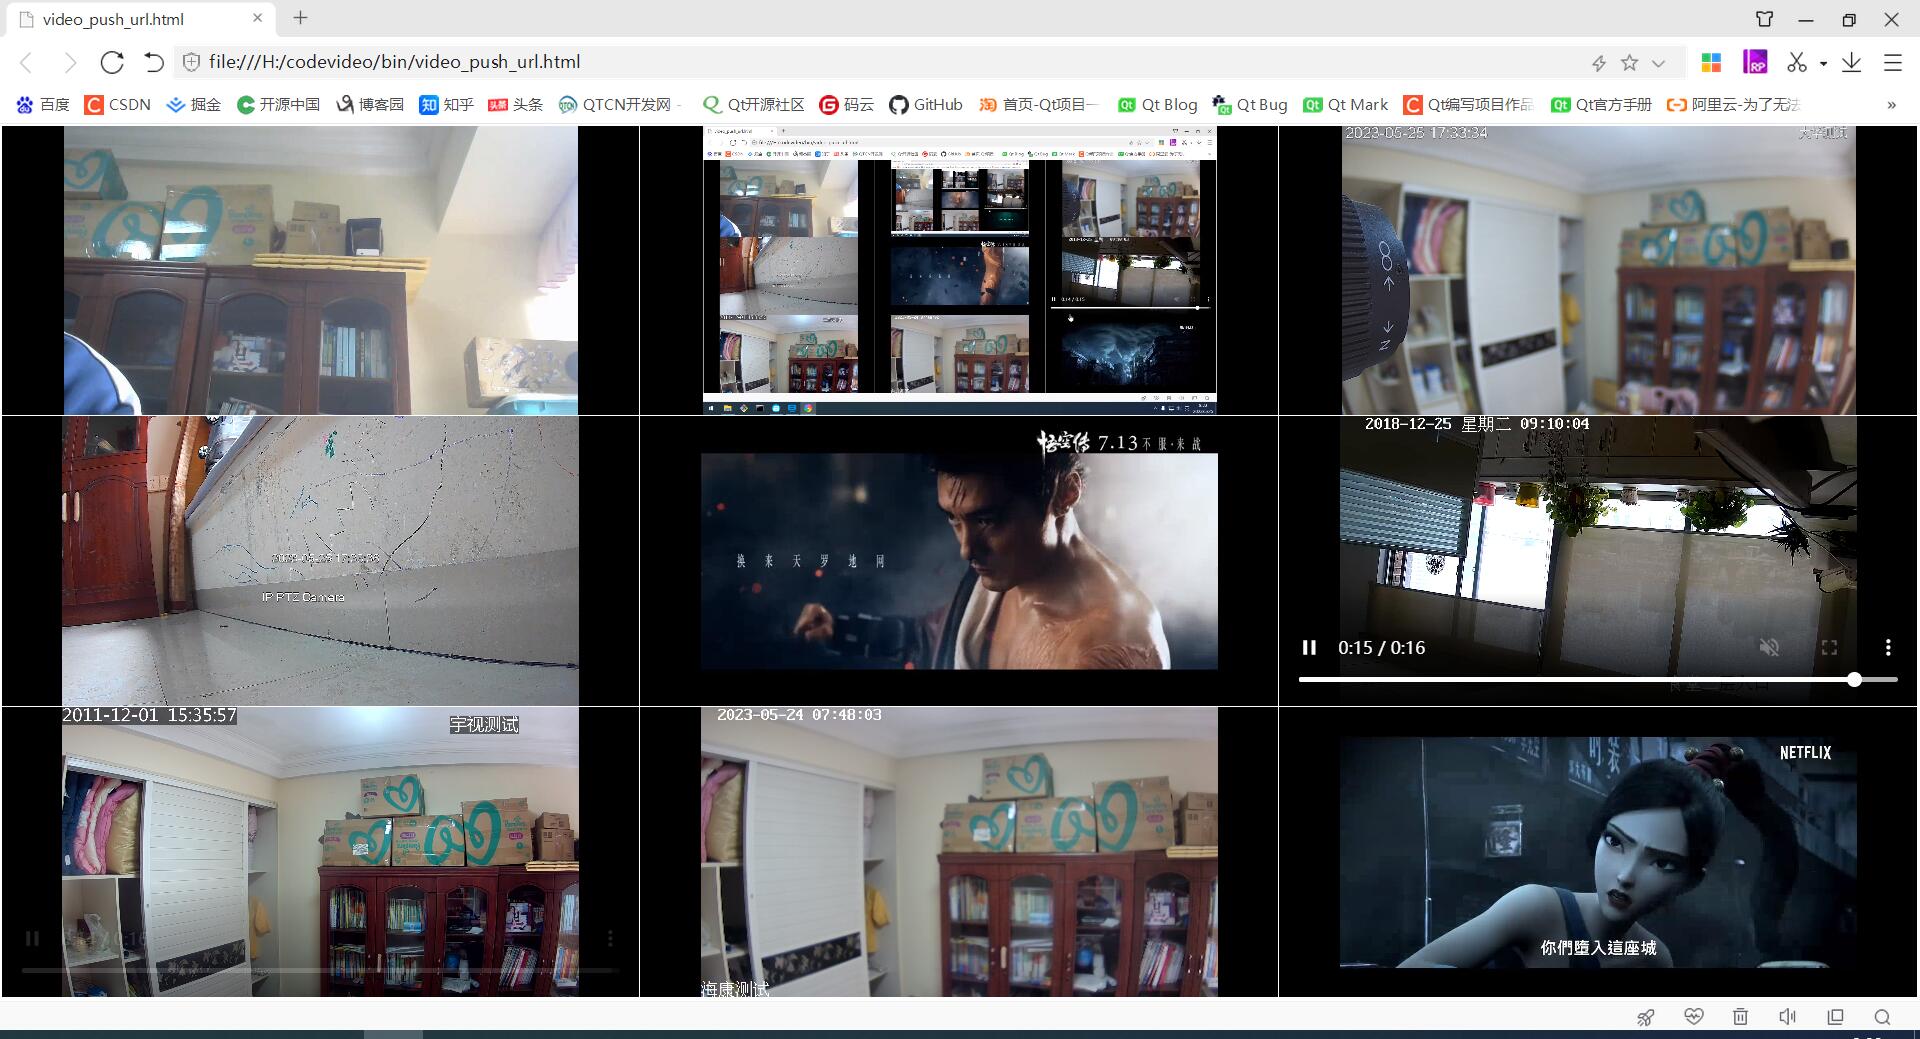 video_push_url.html
file:///H:/codevideo/bin/video_push_url.html
百度 CSDN 掘金 开源中国 博客园 知乎 头条 QTCN开发网 - Qt开源社区 码云 GitHub 首页-Qt项目一 Qt Blog Qt Bug Qt Mark Qt编写项目作品 Qt官方手册 阿里云-为了无法 »
2023-05-25 17:33:34
IP PTZ Camera
悟空传 7.13 不服·来战
换来天罗地网
2018-12-25 星期二 09:10:04
0:15 / 0:16
2011-12-01 15:35:57
宇视测试
2023-05-24 07:48:03
海康测试
NETFLIX
你們墮入這座城